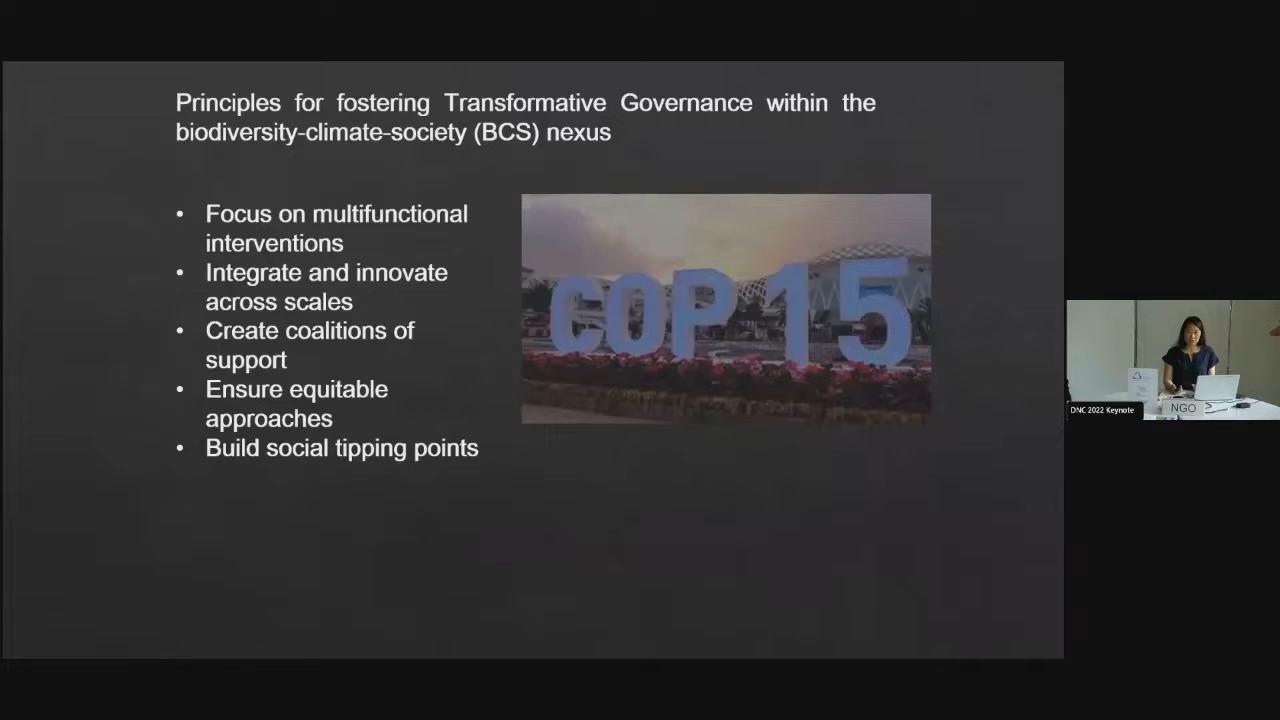 Principles for fostering Transformative Governance within the
biodiversity-climate-society (BCS) nexus
• Focus on multifunctional
interventions
• Integrate and innovate
across scales
• Create coalitions of
support
• Ensure equitable
approaches
• Build social tipping points
COP15
DNC 2022 Keynote
NGO